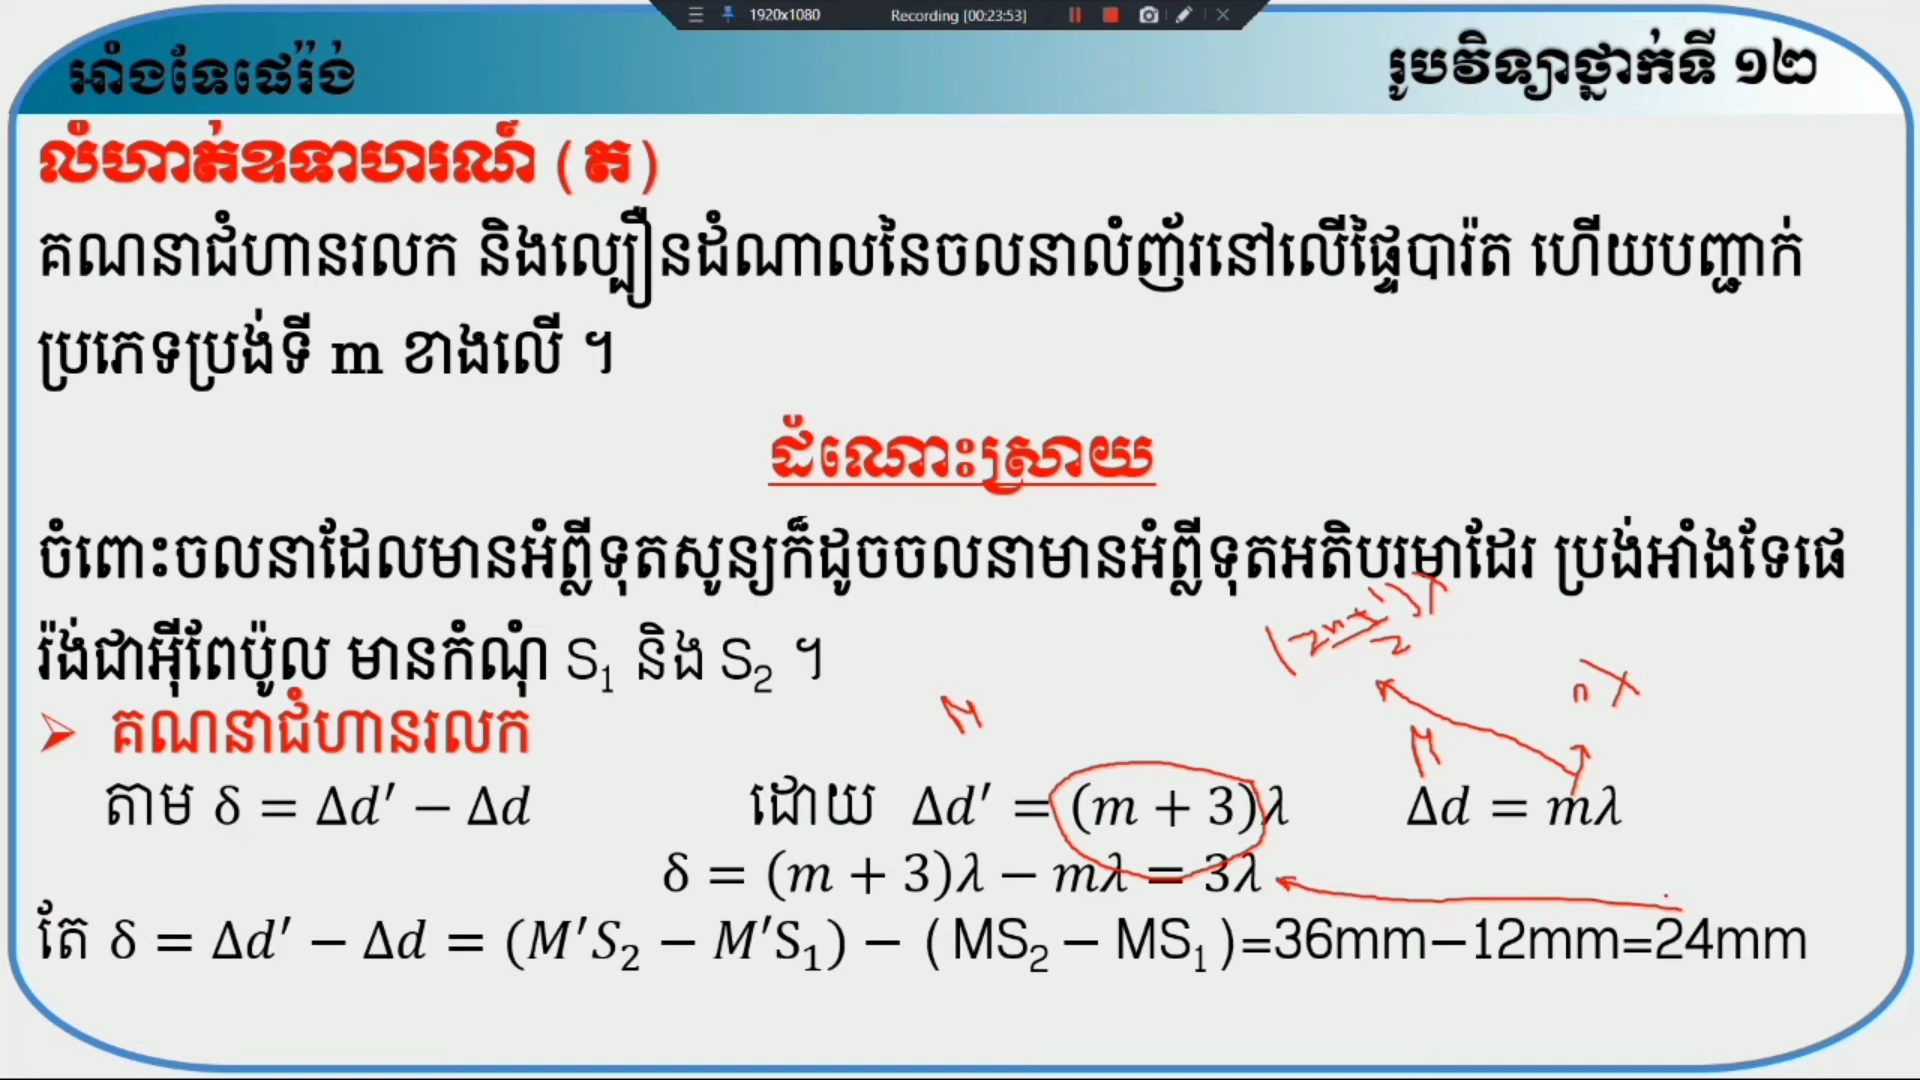 1920x1080 Recording [00:23:53]
អាំងទែផេរ៉ង់ រូបវិទ្យាថ្នាក់ទី ១២
លំហាត់ឧទាហរណ៍ (ត)
គណនាជំហានរលក និងល្បឿនដំណាលនៃចលនាលំញ័រនៅលើផ្ទៃបារ៉ត ហើយបញ្ជាក់
ប្រភេទប្រង់ទី m ខាងលើ ។
ដំណោះស្រាយ
ចំពោះចលនាដែលមានអំព្លីទុតសូន្យក៏ដូចចលនាមានអំព្លីទុតអតិបរមាដែរ ប្រង់អាំងទែផេ
រ៉ង់ជាអ៊ីពែប៉ូល មានកំណុំ S₁ និង S₂ ។
(2n+1)λ/2
nλ
➢ គណនាជំហានរលក
M M
តាម δ = Δd′ − Δd ដោយ Δd′ = (m + 3)λ Δd = mλ
δ = (m + 3)λ − mλ = 3λ
តែ δ = Δd′ − Δd = (M′S₂ − M′S₁) − ( MS₂ − MS₁ )=36mm−12mm=24mm